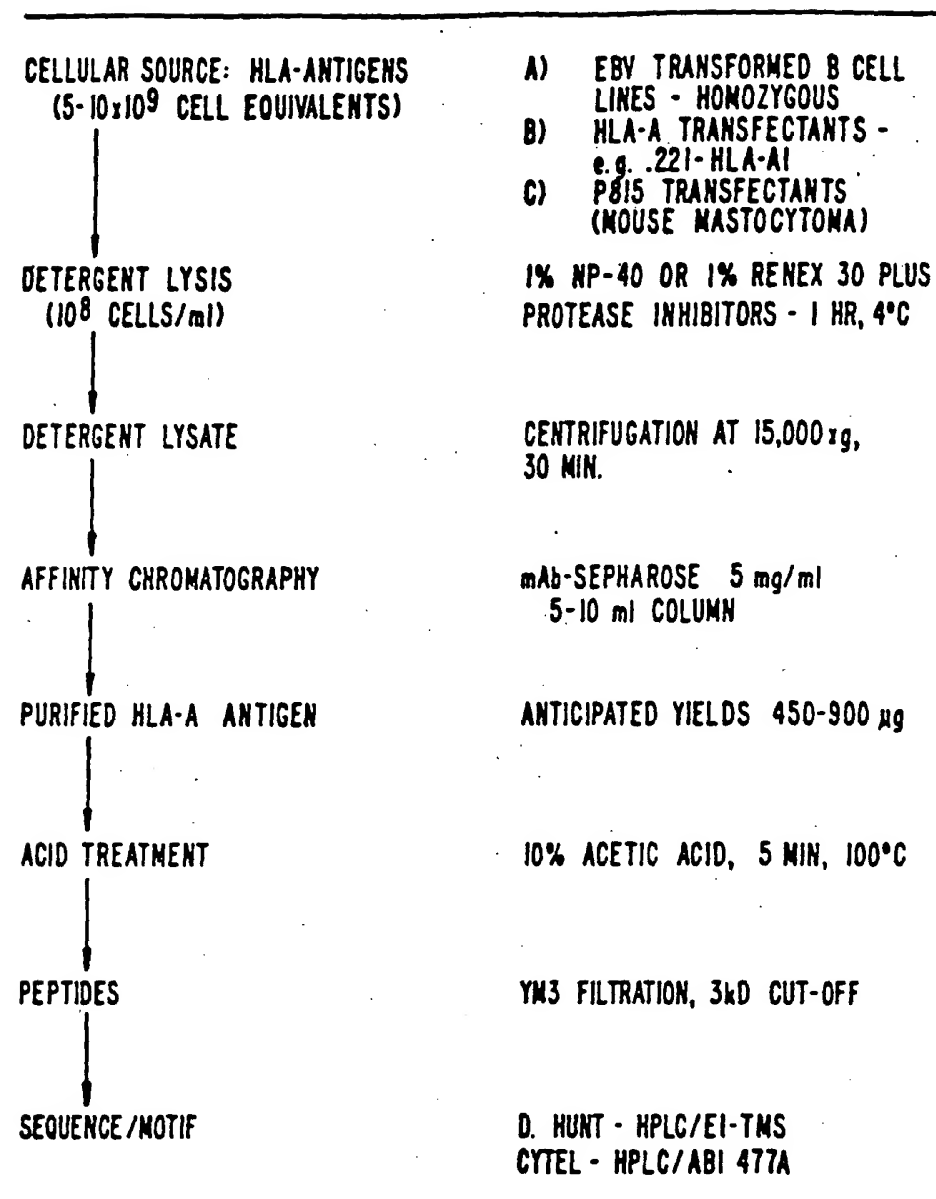 CELLULAR SOURCE: HLA-ANTIGENS
(5-10x10⁹ CELL EQUIVALENTS)
A) EBV TRANSFORMED B CELL
LINES - HOMOZYGOUS
B) HLA-A TRANSFECTANTS -
e.g. .221-HLA-A1
C) P815 TRANSFECTANTS
(MOUSE MASTOCYTOMA)
DETERGENT LYSIS
(10⁸ CELLS/ml)
1% NP-40 OR 1% RENEX 30 PLUS
PROTEASE INHIBITORS - 1 HR, 4°C
DETERGENT LYSATE
CENTRIFUGATION AT 15,000xg,
30 MIN.
AFFINITY CHROMATOGRAPHY
mAb-SEPHAROSE 5 mg/ml
5-10 ml COLUMN
PURIFIED HLA-A ANTIGEN
ANTICIPATED YIELDS 450-900 µg
ACID TREATMENT
10% ACETIC ACID, 5 MIN, 100°C
PEPTIDES
YM3 FILTRATION, 3kD CUT-OFF
SEQUENCE/MOTIF
D. HUNT - HPLC/EI-TMS
CYTEL - HPLC/ABI 477A